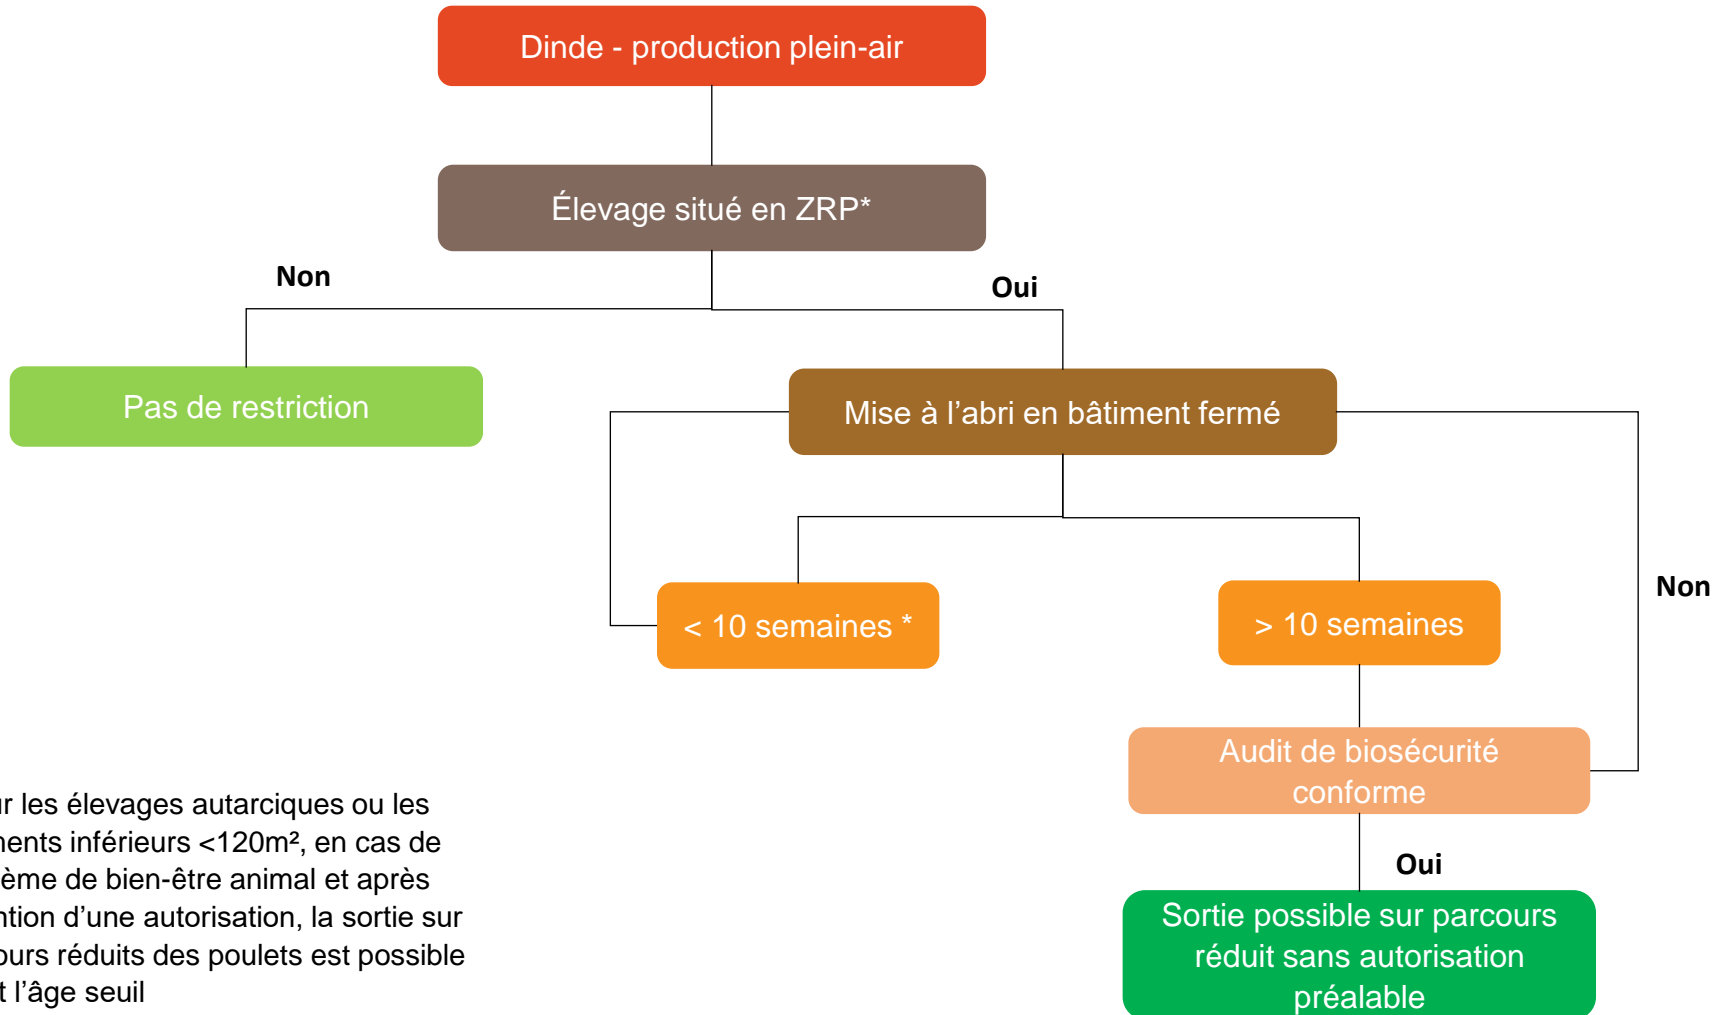 Dinde - production plein-air
Élevage situé en ZRP*
Non
Oui
Pas de restriction
Mise à l’abri en bâtiment fermé
< 10 semaines *
> 10 semaines
Non
Audit de biosécurité
conforme
Oui
Sortie possible sur parcours
réduit sans autorisation
préalable
les élevages autarciques ou les
inférieurs <120m², en cas de
de bien-être animal et après
d’une autorisation, la sortie sur
réduits des poulets est possible
l’âge seuil